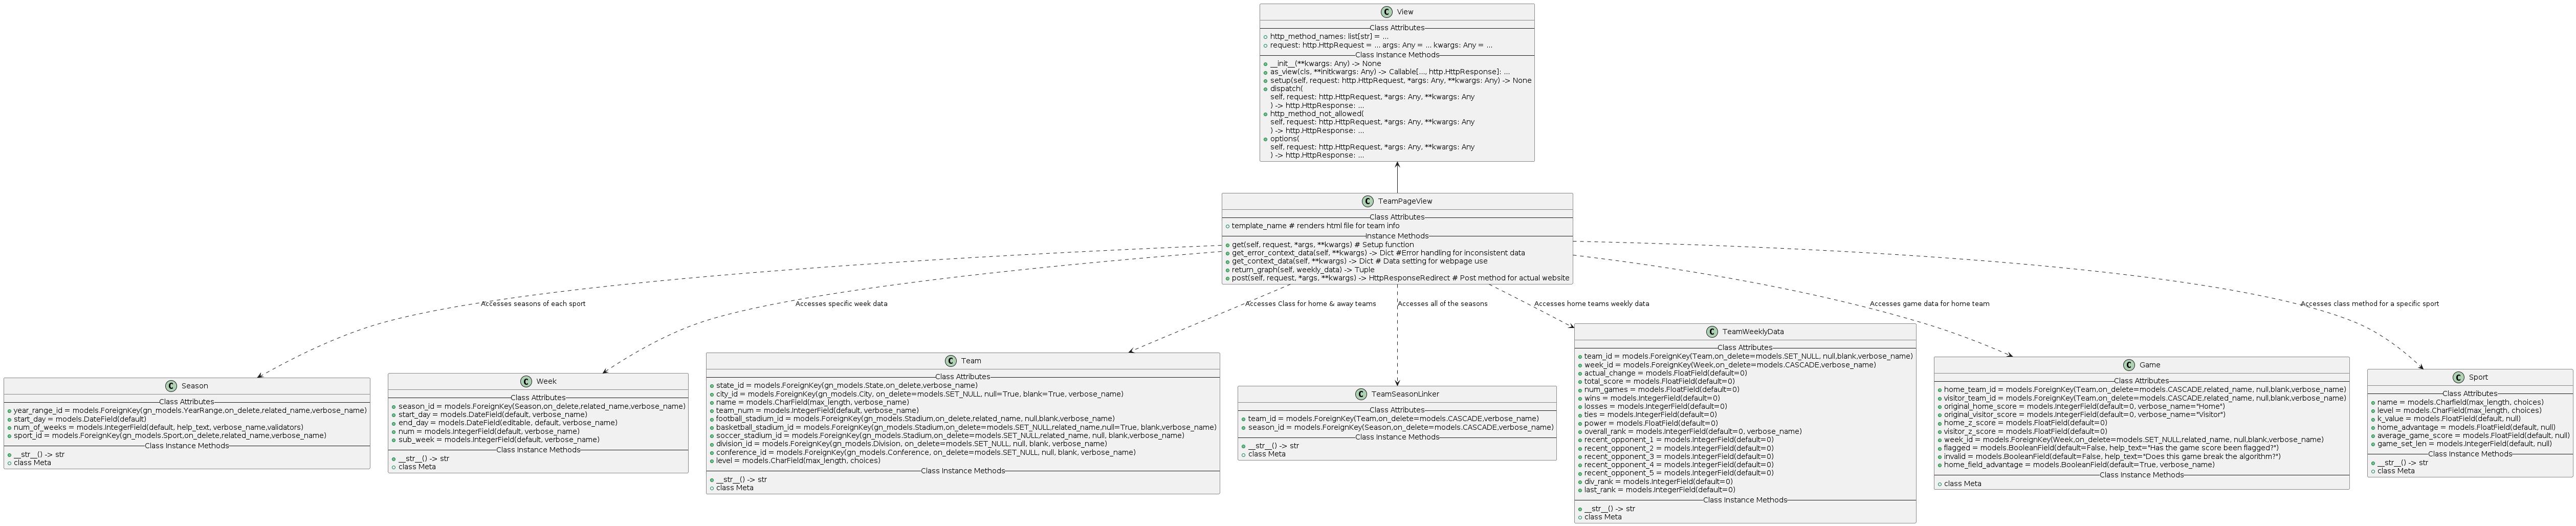 C View
Class Attributes
http_method_names: list[str] = ...
request: http.HttpRequest = ... args: Any = ... kwargs: Any = ...
Class Instance Methods
__init__(**kwargs: Any) -> None
as_view(cls, **initkwargs: Any) -> Callable[..., http.HttpResponse]: ...
setup(self, request: http.HttpRequest, *args: Any, **kwargs: Any) -> None
dispatch(
self, request: http.HttpRequest, *args: Any, **kwargs: Any
) -> http.HttpResponse: ...
http_method_not_allowed(
self, request: http.HttpRequest, *args: Any, **kwargs: Any
) -> http.HttpResponse: ...
options(
self, request: http.HttpRequest, *args: Any, **kwargs: Any
) -> http.HttpResponse: ...
C TeamPageView
Class Attributes
template_name # renders html file for team info
Instance Methods
get(self, request, *args, **kwargs) # Setup function
get_error_context_data(self, **kwargs) -> Dict #Error handling for inconsistent data
get_context_data(self, **kwargs) -> Dict # Data setting for webpage use
return_graph(self, weekly_data) -> Tuple
post(self, request, *args, **kwargs) -> HttpResponseRedirect # Post method for actual website
Accesses seasons of each sport
Accesses specific week data
Accesses Class for home & away teams
Accesses all of the seasons
Accesses home teams weekly data
Accesses game data for home team
Accesses class method for a specific sport
C Season
Class Attributes
year_range_id = models.ForeignKey(gn_models.YearRange,on_delete,related_name,verbose_name)
start_day = models.DateField(default)
num_of_weeks = models.IntegerField(default, help_text, verbose_name,validators)
sport_id = models.ForeignKey(gn_models.Sport,on_delete,related_name,verbose_name)
Class Instance Methods
__str__() -> str
class Meta
C Week
Class Attributes
season_id = models.ForeignKey(Season,on_delete,related_name,verbose_name)
start_day = models.DateField(default, verbose_name)
end_day = models.DateField(editable, default, verbose_name)
num = models.IntegerField(default, verbose_name)
sub_week = models.IntegerField(default, verbose_name)
Class Instance Methods
__str__() -> str
class Meta
C Team
Class Attributes
state_id = models.ForeignKey(gn_models.State,on_delete,verbose_name)
city_id = models.ForeignKey(gn_models.City, on_delete=models.SET_NULL, null=True, blank=True, verbose_name)
name = models.CharField(max_length, verbose_name)
team_num = models.IntegerField(default, verbose_name)
football_stadium_id = models.ForeignKey(gn_models.Stadium,on_delete,related_name, null,blank,verbose_name)
basketball_stadium_id = models.ForeignKey(gn_models.Stadium,on_delete=models.SET_NULL,related_name,null=True, blank,verbose_name)
soccer_stadium_id = models.ForeignKey(gn_models.Stadium,on_delete=models.SET_NULL,related_name, null, blank,verbose_name)
division_id = models.ForeignKey(gn_models.Division, on_delete=models.SET_NULL, null, blank, verbose_name)
conference_id = models.ForeignKey(gn_models.Conference, on_delete=models.SET_NULL, null, blank, verbose_name)
level = models.CharField(max_length, choices)
Class Instance Methods
__str__() -> str
class Meta
C TeamSeasonLinker
Class Attributes
team_id = models.ForeignKey(Team,on_delete=models.CASCADE,verbose_name)
season_id = models.ForeignKey(Season,on_delete=models.CASCADE,verbose_name)
Class Instance Methods
__str__() -> str
class Meta
C TeamWeeklyData
Class Attributes
team_id = models.ForeignKey(Team,on_delete=models.SET_NULL, null,blank,verbose_name)
week_id = models.ForeignKey(Week,on_delete=models.CASCADE,verbose_name)
actual_change = models.FloatField(default=0)
total_score = models.FloatField(default=0)
num_games = models.FloatField(default=0)
wins = models.IntegerField(default=0)
losses = models.IntegerField(default=0)
ties = models.IntegerField(default=0)
power = models.FloatField(default=0)
overall_rank = models.IntegerField(default=0, verbose_name)
recent_opponent_1 = models.IntegerField(default=0)
recent_opponent_2 = models.IntegerField(default=0)
recent_opponent_3 = models.IntegerField(default=0)
recent_opponent_4 = models.IntegerField(default=0)
recent_opponent_5 = models.IntegerField(default=0)
div_rank = models.IntegerField(default=0)
last_rank = models.IntegerField(default=0)
Class Instance Methods
__str__() -> str
class Meta
C Game
Class Attributes
home_team_id = models.ForeignKey(Team,on_delete=models.CASCADE,related_name, null,blank,verbose_name)
visitor_team_id = models.ForeignKey(Team,on_delete=models.CASCADE,related_name, null,blank,verbose_name)
original_home_score = models.IntegerField(default=0, verbose_name="Home")
original_visitor_score = models.IntegerField(default=0, verbose_name="Visitor")
home_z_score = models.FloatField(default=0)
visitor_z_score = models.FloatField(default=0)
week_id = models.ForeignKey(Week,on_delete=models.SET_NULL,related_name, null,blank,verbose_name)
flagged = models.BooleanField(default=False, help_text="Has the game score been flagged?")
invalid = models.BooleanField(default=False, help_text="Does this game break the algorithm?")
home_field_advantage = models.BooleanField(default=True, verbose_name)
Class Instance Methods
class Meta
C Sport
Class Attributes
name = models.Charfield(max_length, choices)
level = models.CharField(max_length, choices)
k_value = models.FloatField(default, null)
home_advantage = models.FloatField(default, null)
average_game_score = models.FloatField(default, null)
game_set_len = models.IntegerField(default, null)
Class Instance Methods
__str__() -> str
class Meta